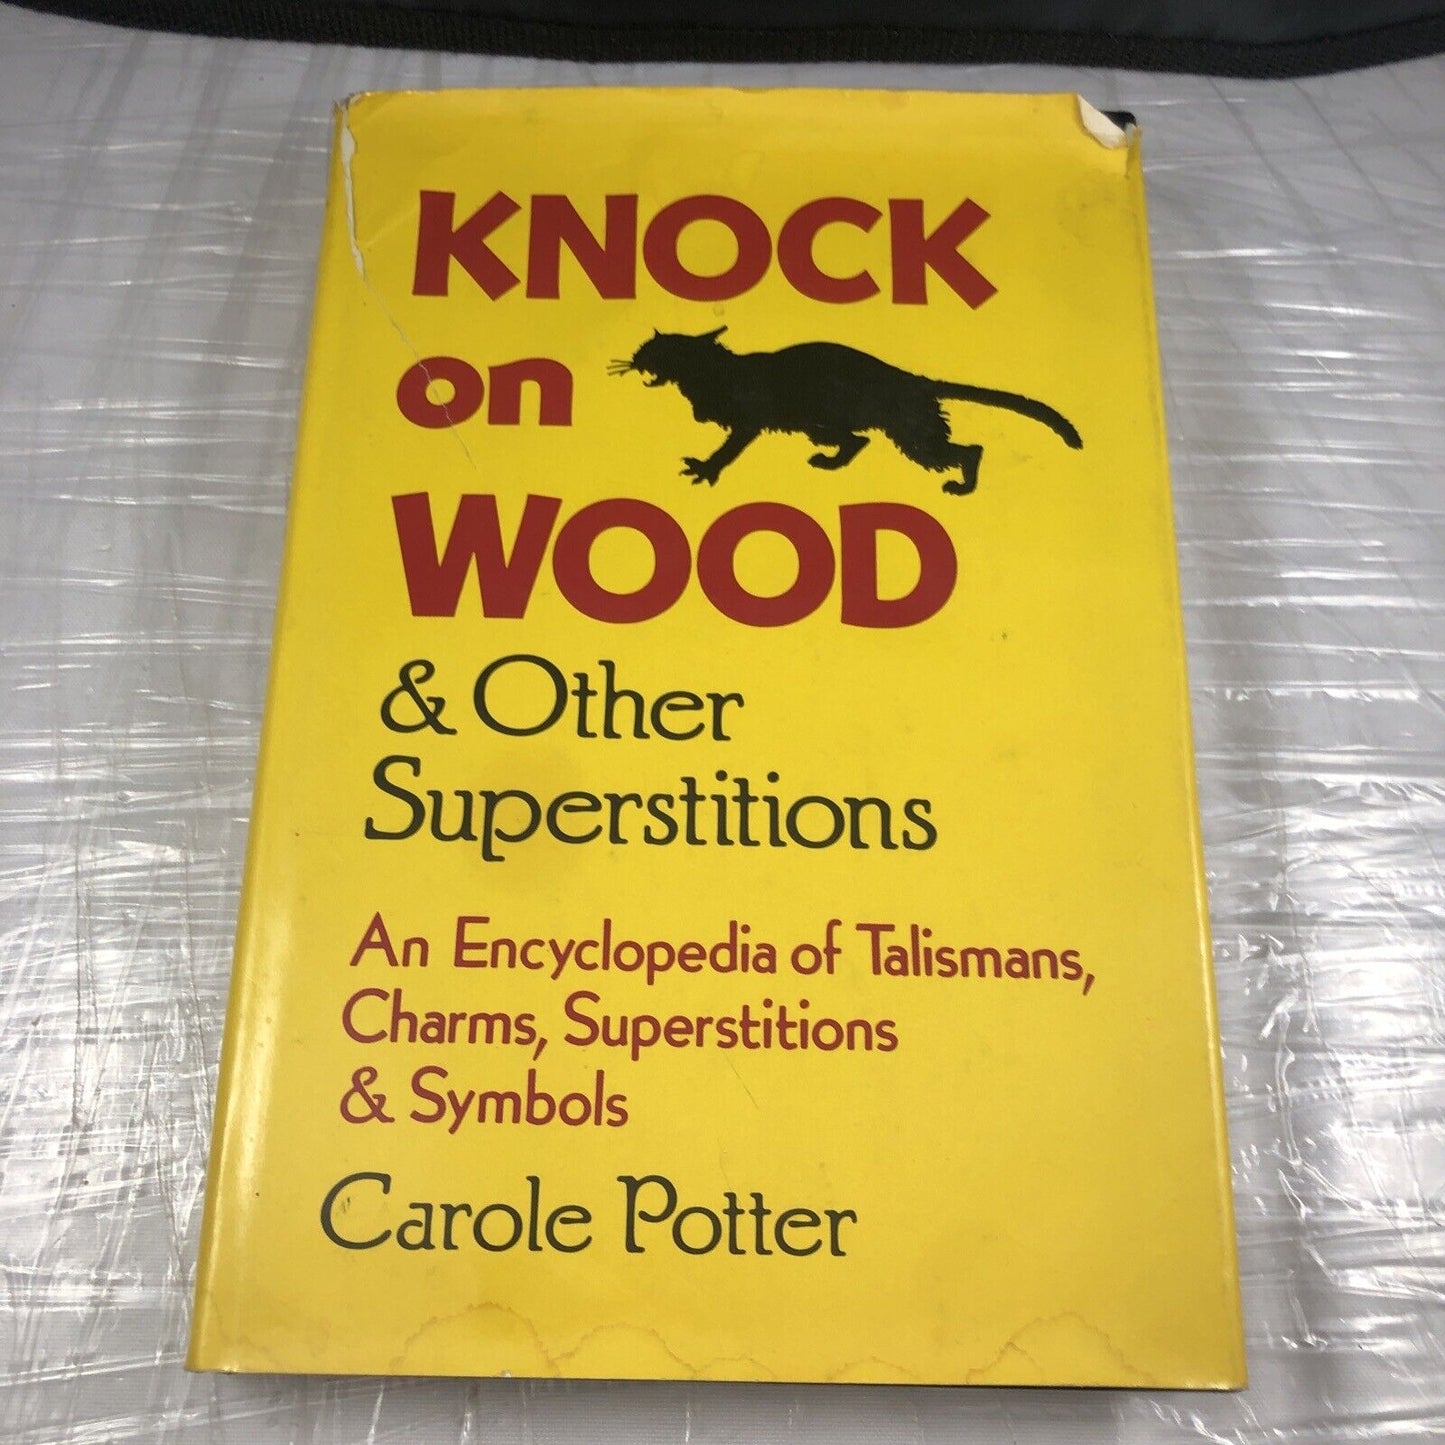 KNOCK
on
WOOD
& Other
Superstitions
An Encyclopedia of Talismans,
Charms, Superstitions
& Symbols
Carole Potter